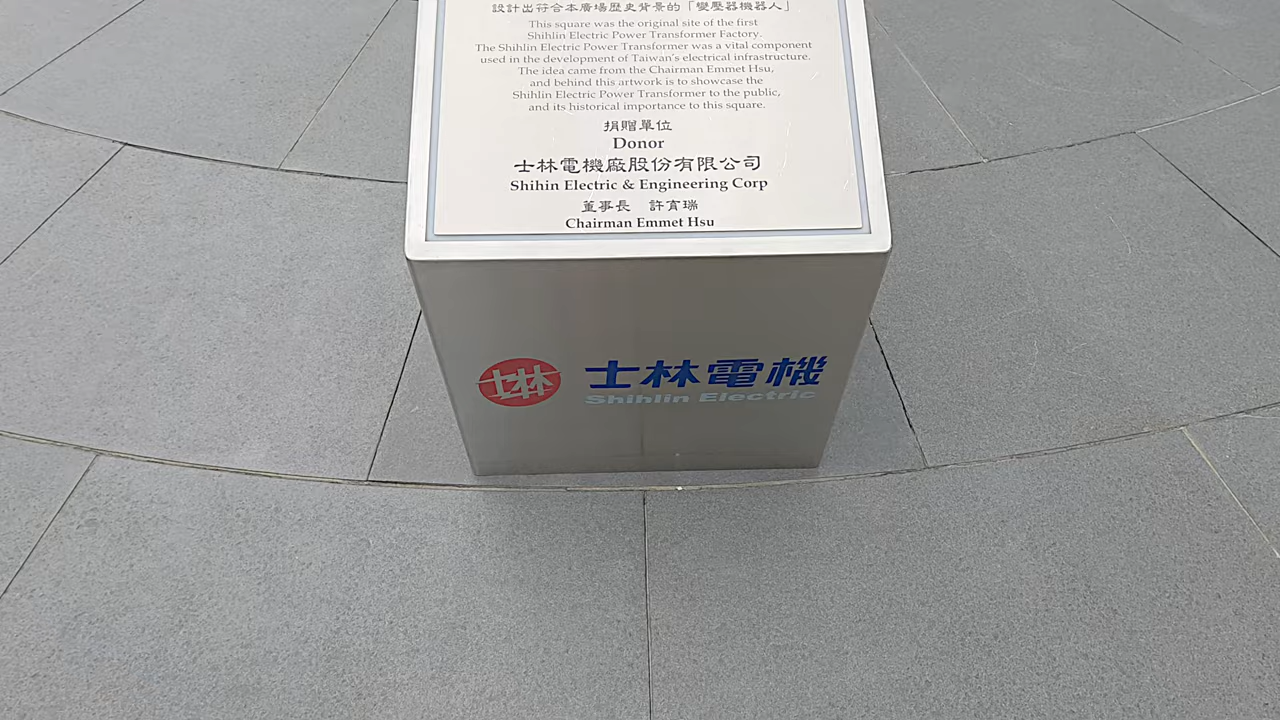 設計出符合本廣場歷史背景的「變壓器機器人」
This square was the original site of the first
Shihlin Electric Power Transformer Factory.
The Shihlin Electric Power Transformer was a vital component
used in the development of Taiwan's electrical infrastructure.
The idea came from the Chairman Emmet Hsu,
and behind this artwork is to showcase the
Shihlin Electric Power Transformer to the public,
and its historical importance to this square.
捐贈單位
Donor
士林電機廠股份有限公司
Shihin Electric & Engineering Corp
董事長 許育瑞
Chairman Emmet Hsu
士林 士林電機
Shihlin Electric